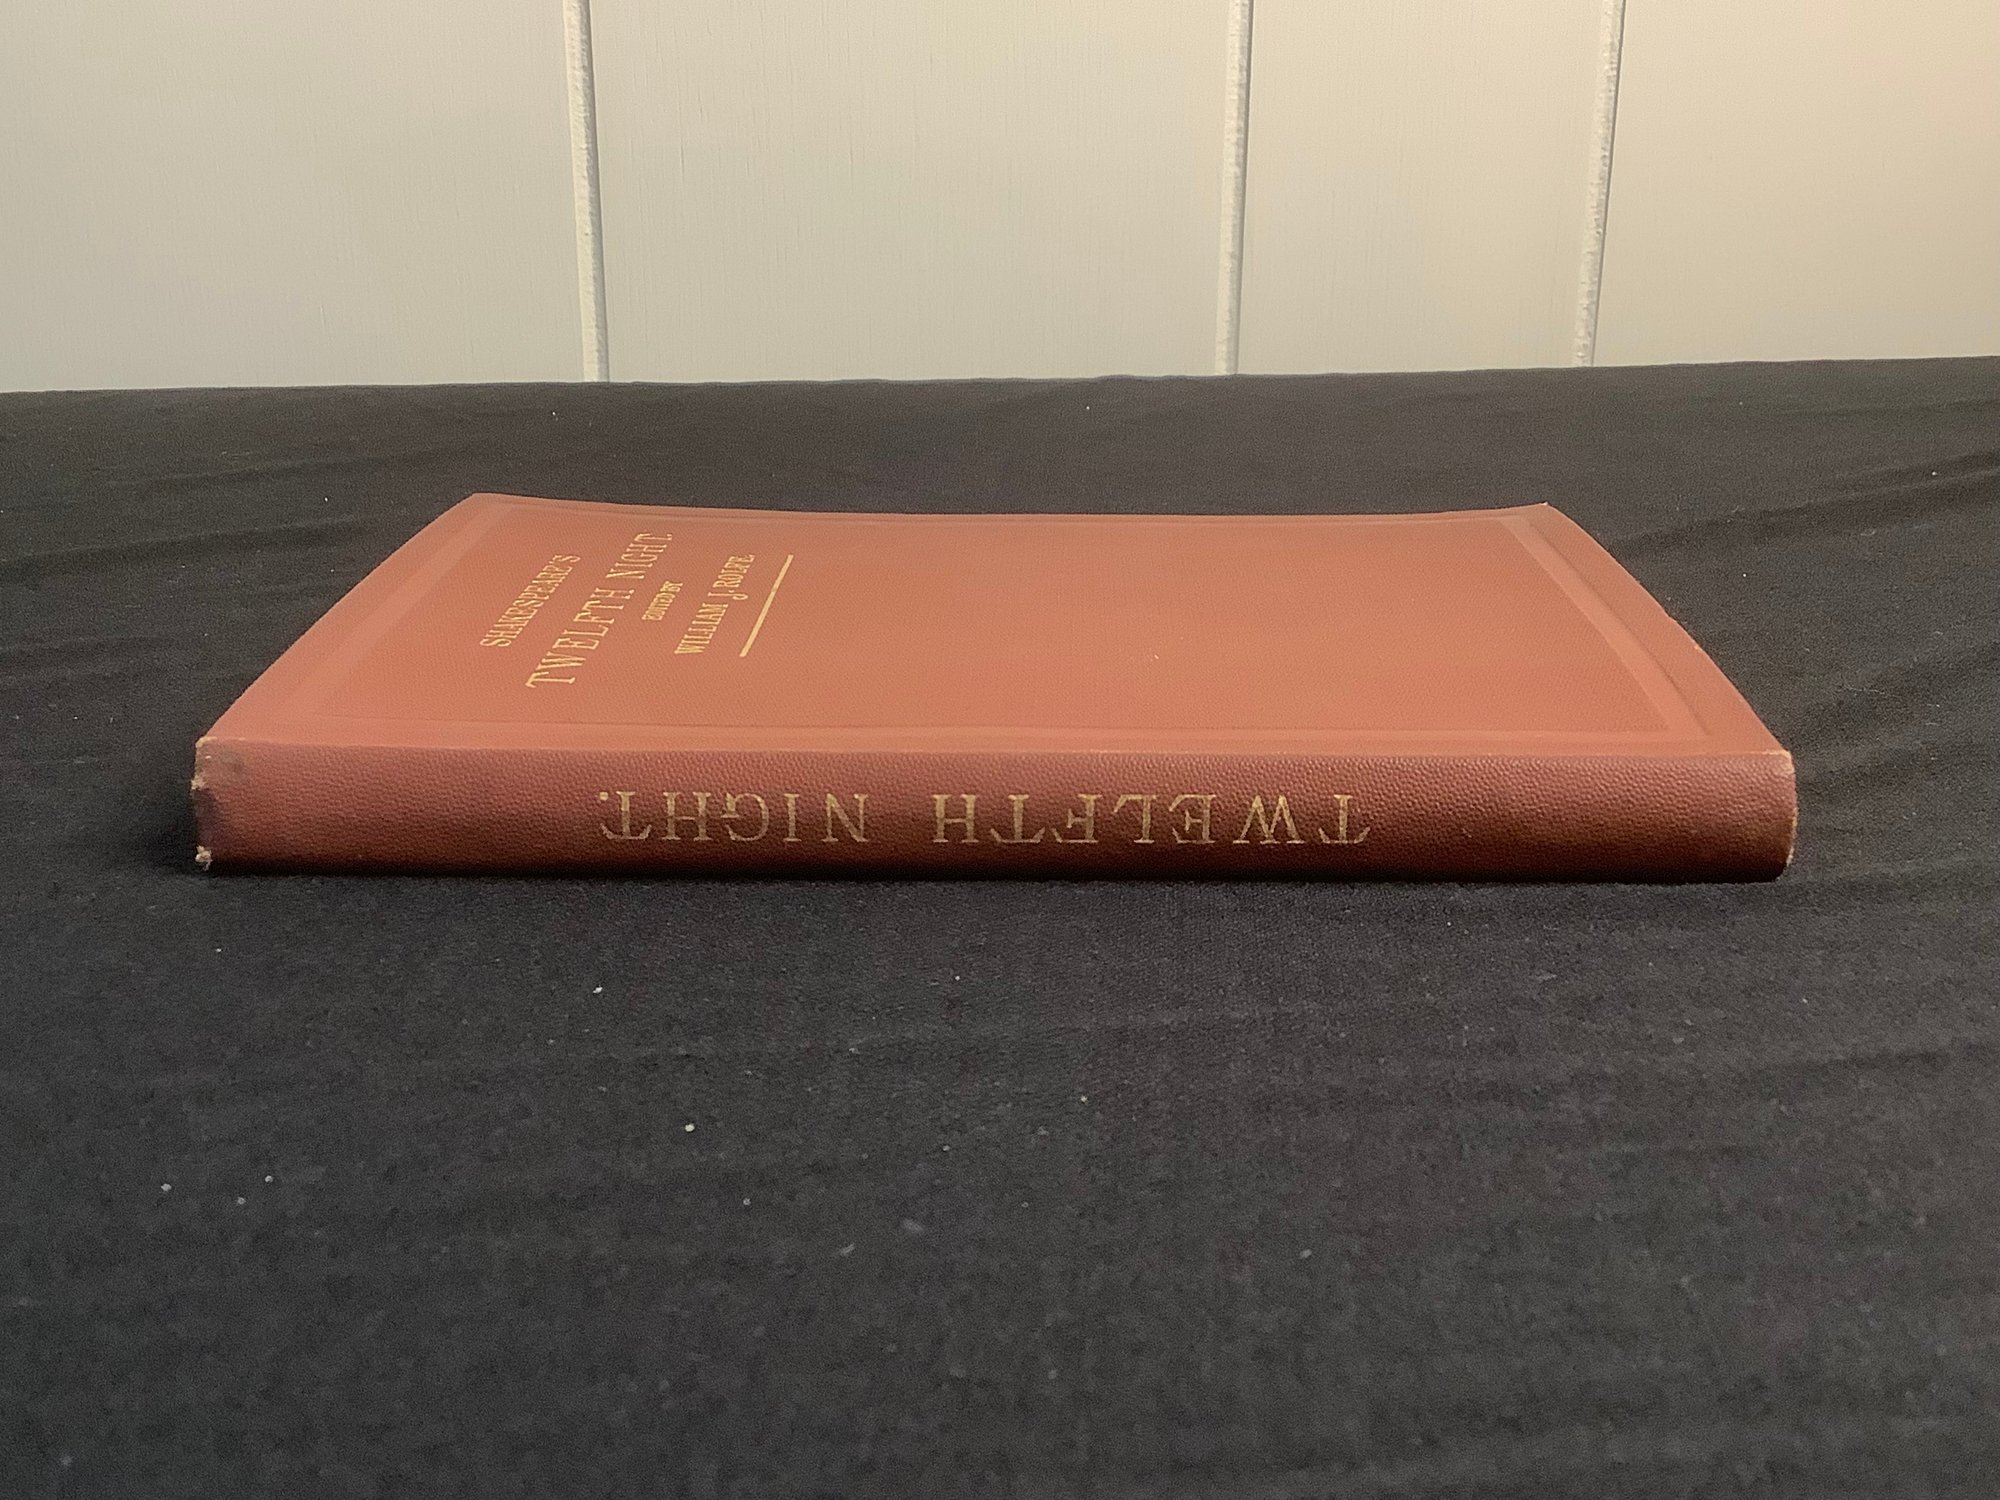 SHAKESPEARE'S
TWELFTH NIGHT.
EDITED BY
WILLIAM J. ROLFE
TWELFTH NIGHT.